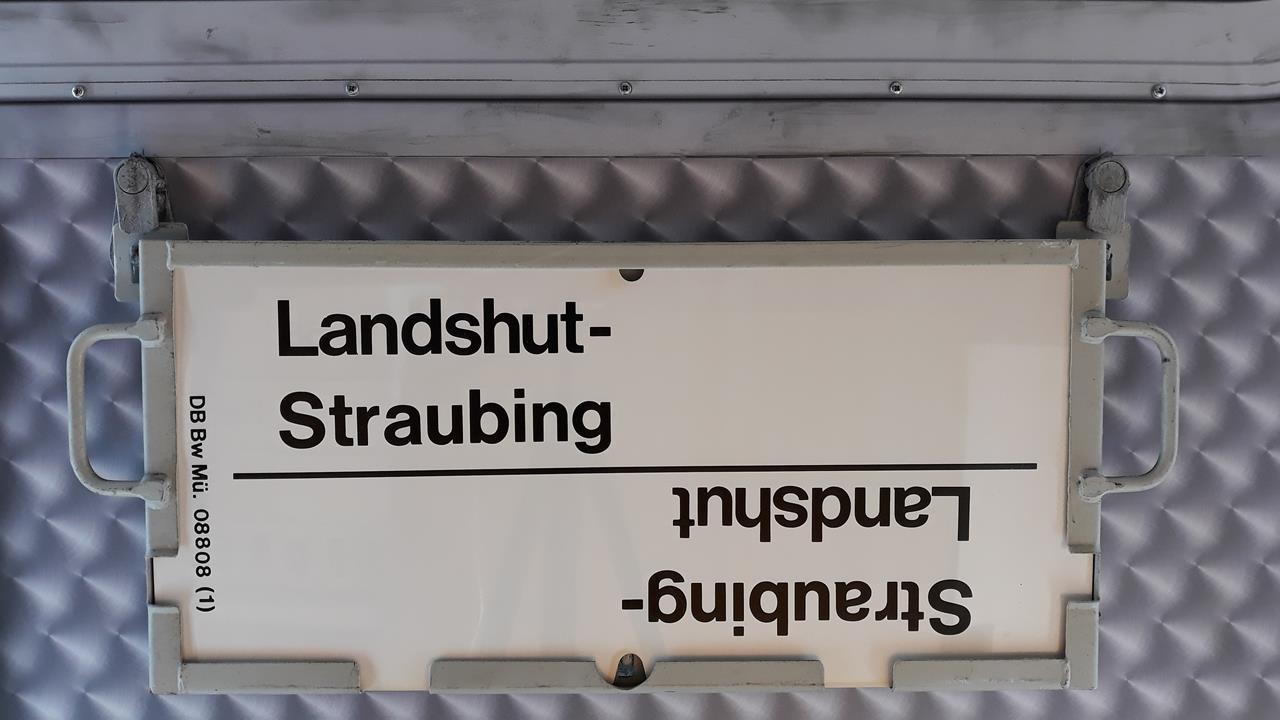 Landshut-
Straubing
Straubing-
Landshut
DB Bw Mü. 08808 (1)